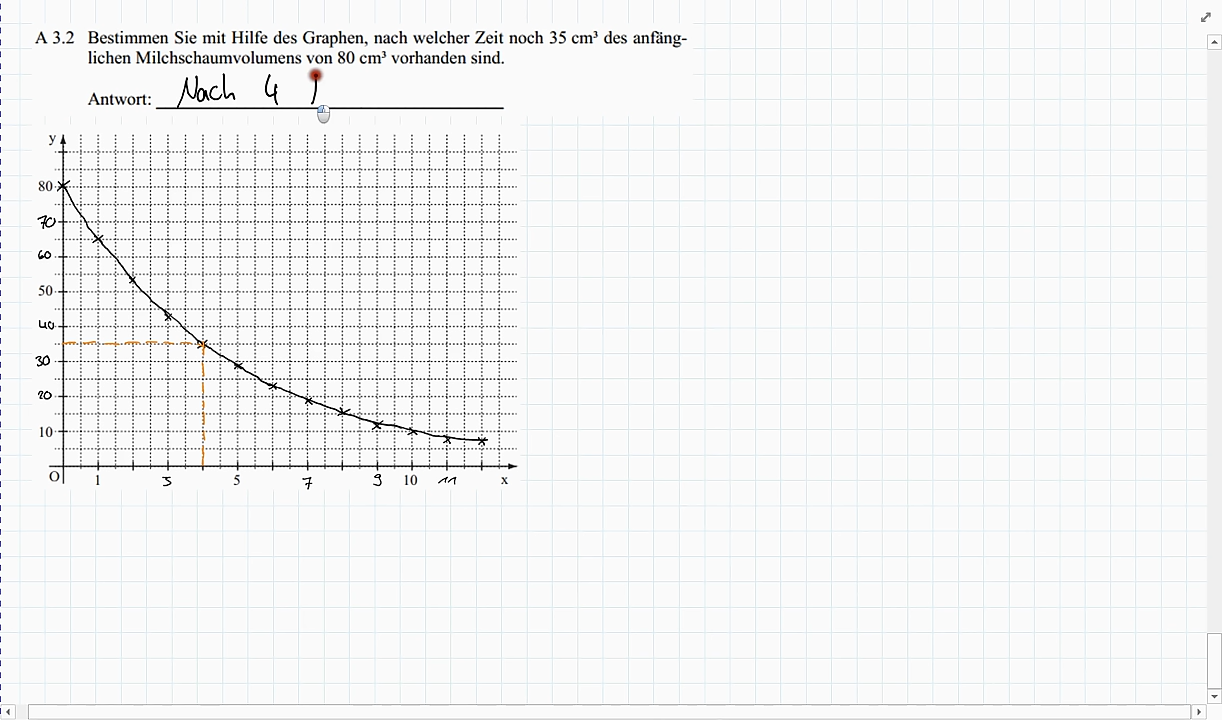 A 3.2 Bestimmen Sie mit Hilfe des Graphen, nach welcher Zeit noch 35 cm³ des anfäng-
lichen Milchschaumvolumens von 80 cm³ vorhanden sind.
Antwort: Nach 4
y
80
70
60
50
40
30
20
10
O 1 3 5 7 9 10 11 x